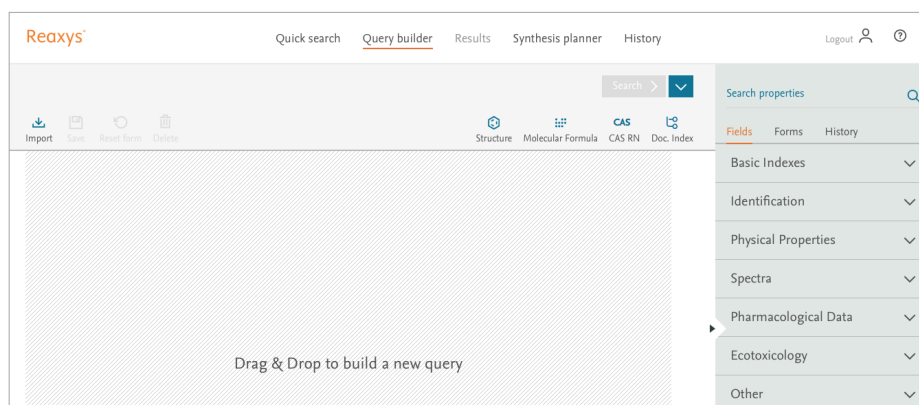 Reaxys®
Quick search Query builder Results Synthesis planner History Logout ?
Search
Search properties
CAS
Import Save Reset form Delete Structure Molecular Formula CAS RN Doc. Index
Fields Forms History
Basic Indexes
Identification
Physical Properties
Spectra
Pharmacological Data
Ecotoxicology
Other
Drag & Drop to build a new query